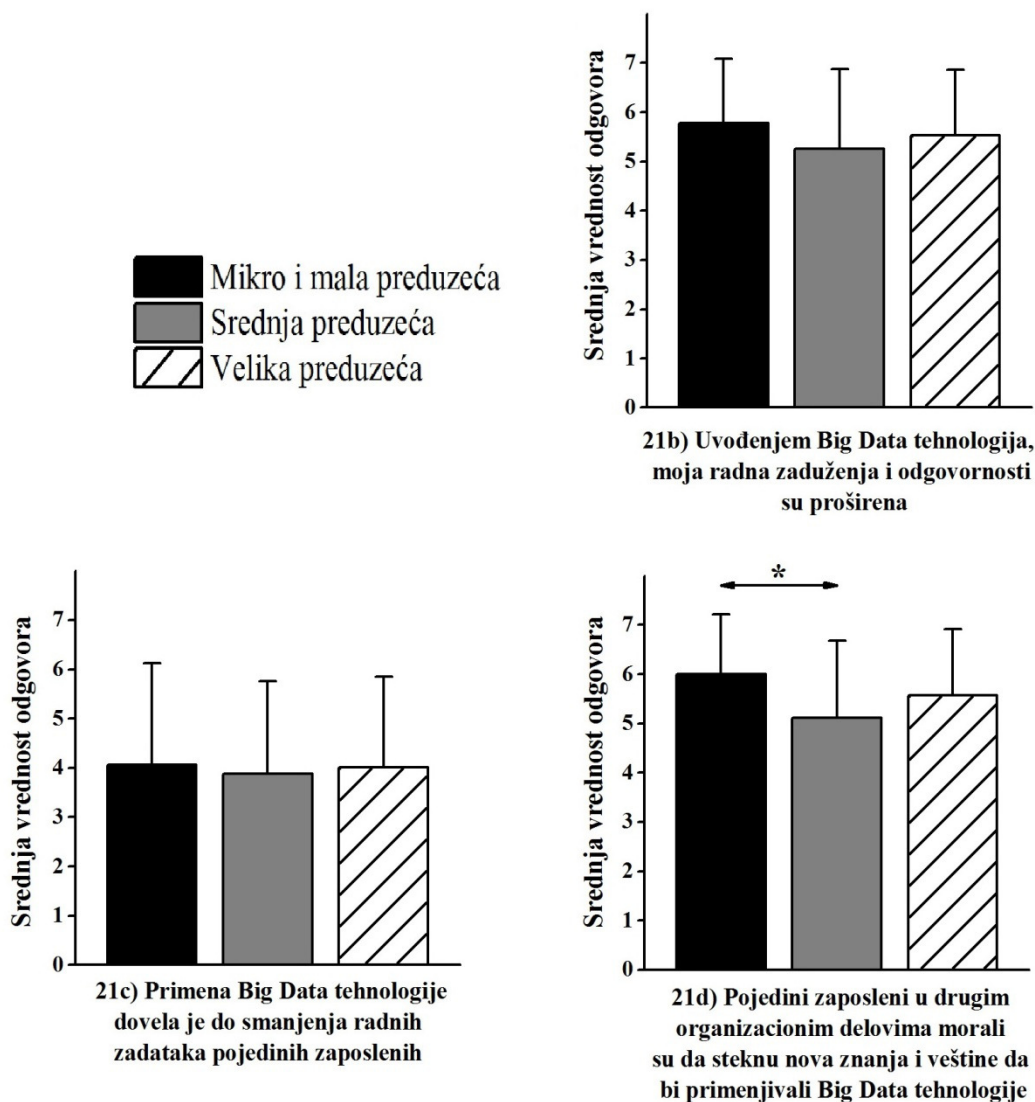 Srednja vrednost odgovora
7
6
5
4
3
2
1
0
21b) Uvođenjem Big Data tehnologija,
moja radna zaduženja i odgovornosti
su proširena
Mikro i mala preduzeća
Srednja preduzeća
Velika preduzeća
Srednja vrednost odgovora
7
6
5
4
3
2
1
0
21c) Primena Big Data tehnologije
dovela je do smanjenja radnih
zadataka pojedinih zaposlenih
Srednja vrednost odgovora
*
7
6
5
4
3
2
1
0
21d) Pojedini zaposleni u drugim
organizacionim delovima morali
su da steknu nova znanja i veštine da
bi primenjivali Big Data tehnologije